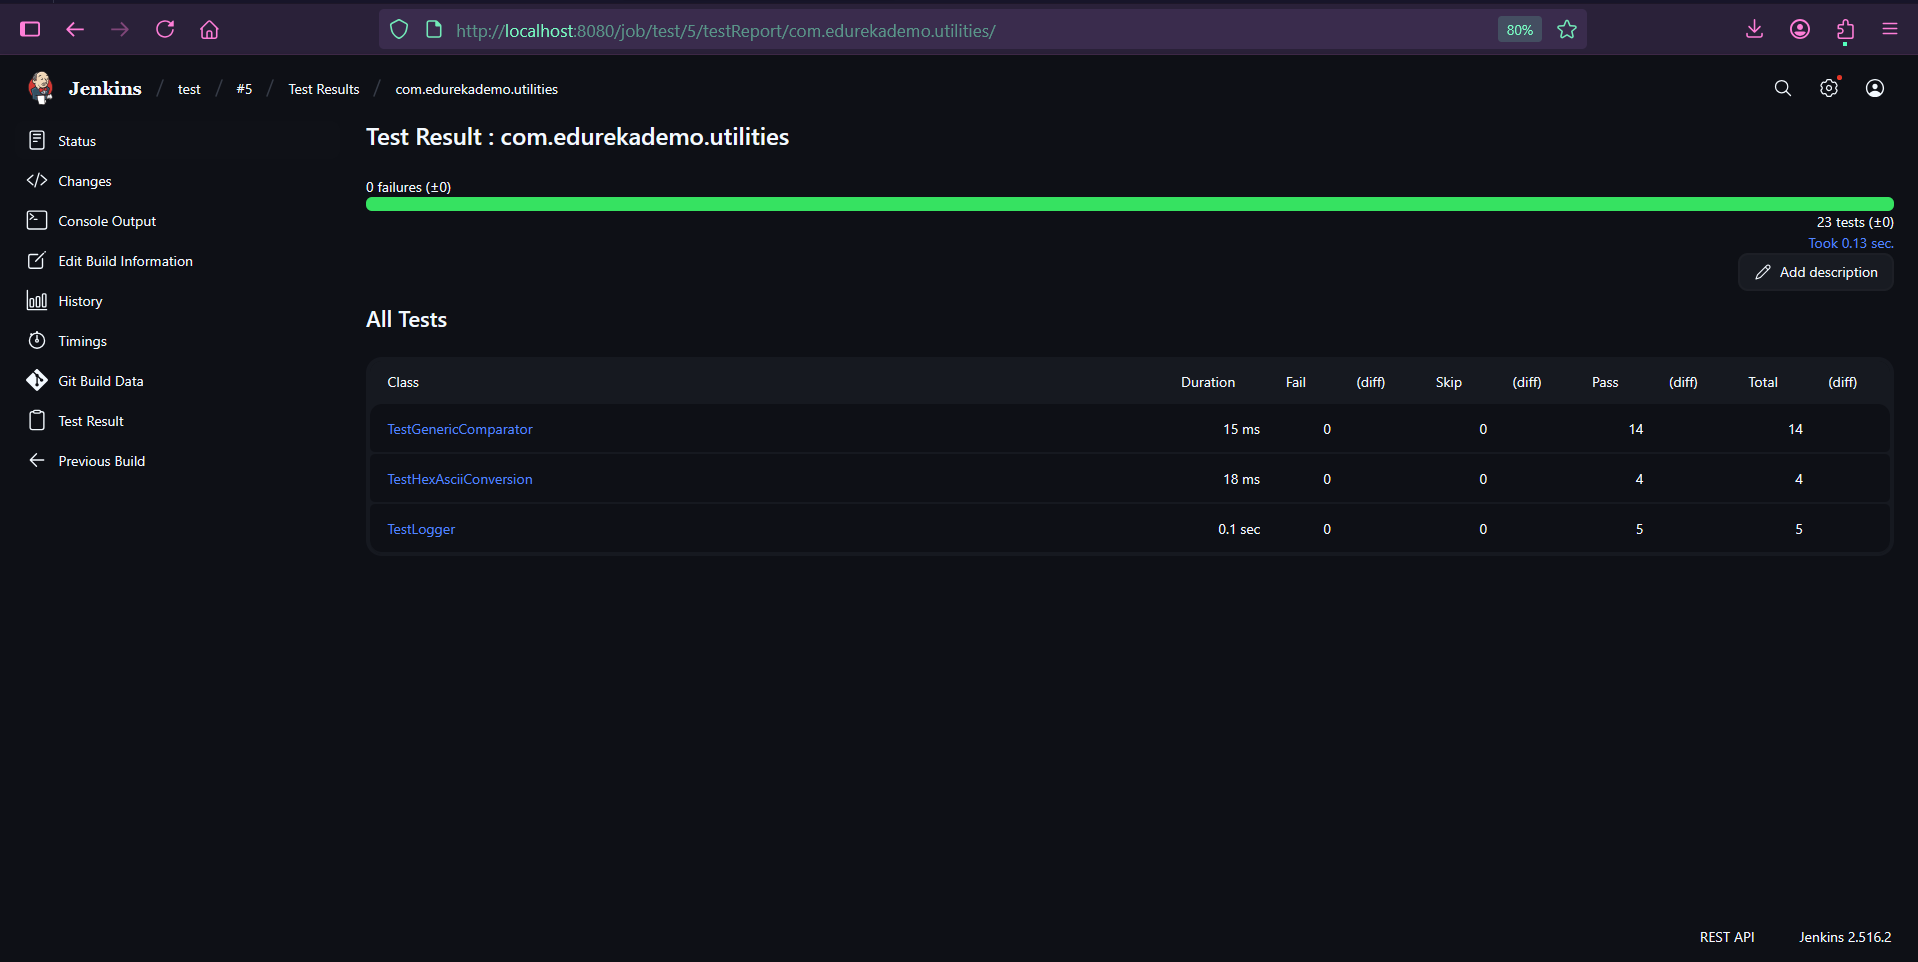 http://localhost:8080/job/test/5/testReport/com.edurekademo.utilities/
80%
Jenkins / test / #5 / Test Results / com.edurekademo.utilities
Status
Changes
Console Output
Edit Build Information
History
Timings
Git Build Data
Test Result
Previous Build
Test Result : com.edurekademo.utilities
0 failures (±0)
23 tests (±0)
Took 0.13 sec.
Add description
All Tests
Class Duration Fail (diff) Skip (diff) Pass (diff) Total (diff)
TestGenericComparator 15 ms 0 0 14 14
TestHexAsciiConversion 18 ms 0 0 4 4
TestLogger 0.1 sec 0 0 5 5
REST API Jenkins 2.516.2